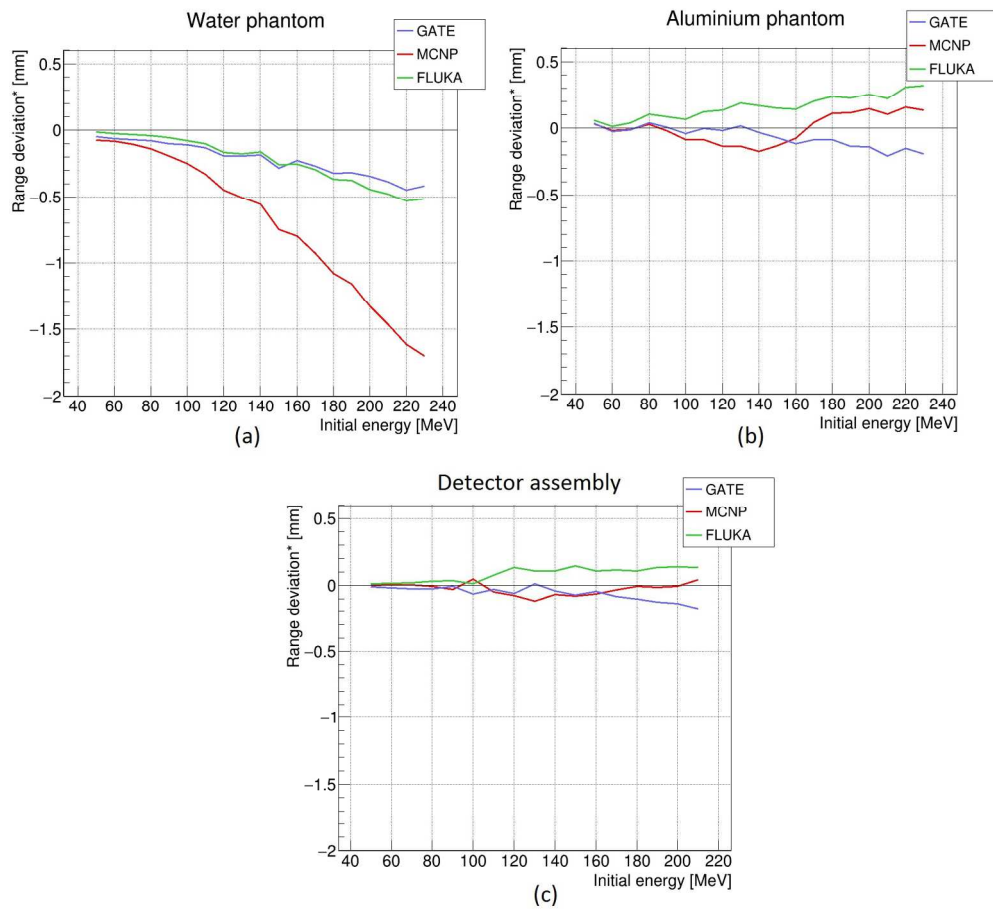 Water phantom
GATE
MCNP
FLUKA
Range deviation* [mm]
0.5
0
−0.5
−1
−1.5
−2
40 60 80 100 120 140 160 180 200 220 240
Initial energy [MeV]
(a)
Aluminium phantom
GATE
MCNP
FLUKA
Range deviation* [mm]
0.5
0
−0.5
−1
−1.5
−2
40 60 80 100 120 140 160 180 200 220 240
Initial energy [MeV]
(b)
Detector assembly
GATE
MCNP
FLUKA
Range deviation* [mm]
0.5
0
−0.5
−1
−1.5
−2
40 60 80 100 120 140 160 180 200 220
Initial energy [MeV]
(c)